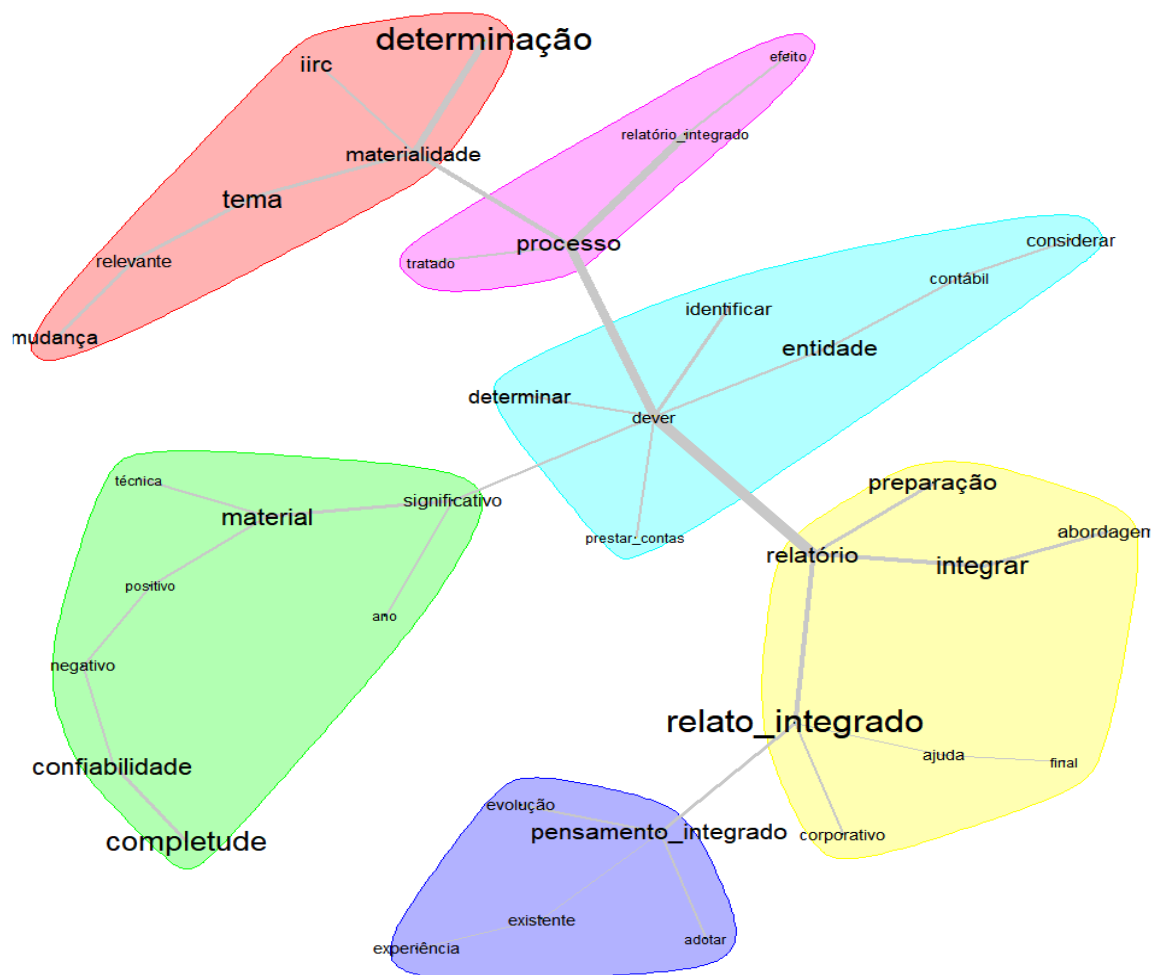 determinação
iirc
efeito
relatório_integrado
materialidade
tema
processo
tratado
considerar
relevante
contábil
identificar
mudança
entidade
determinar
dever
técnica
preparação
significativo
material
abordagem
prestar_contas
relatório
integrar
positivo
ano
negativo
relato_integrado
confiabilidade
ajuda
final
evolução
pensamento_integrado
corporativo
completude
existente
experiência
adotar